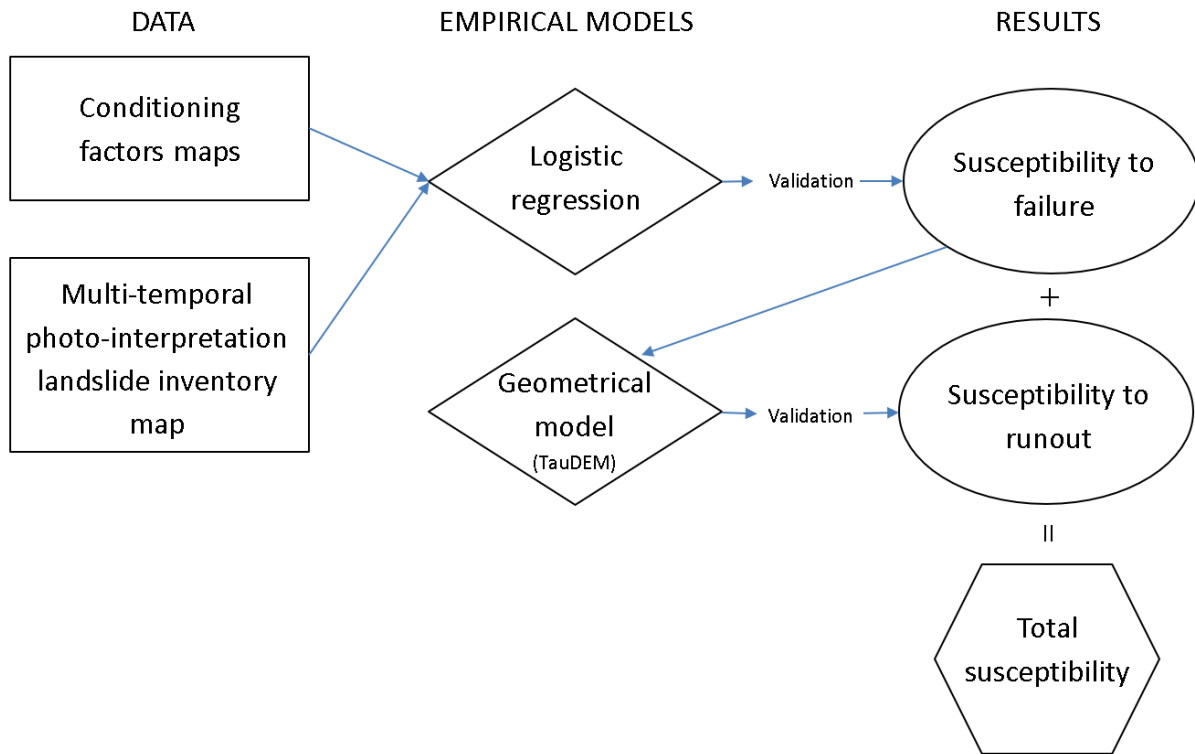 DATA
EMPIRICAL MODELS
RESULTS
Conditioning
factors maps
Logistic
regression
Validation
Susceptibility to
failure
+
Multi-temporal
photo-interpretation
landslide inventory
map
Geometrical
model
(TauDEM)
Validation
Susceptibility to
runout
=
Total
susceptibility